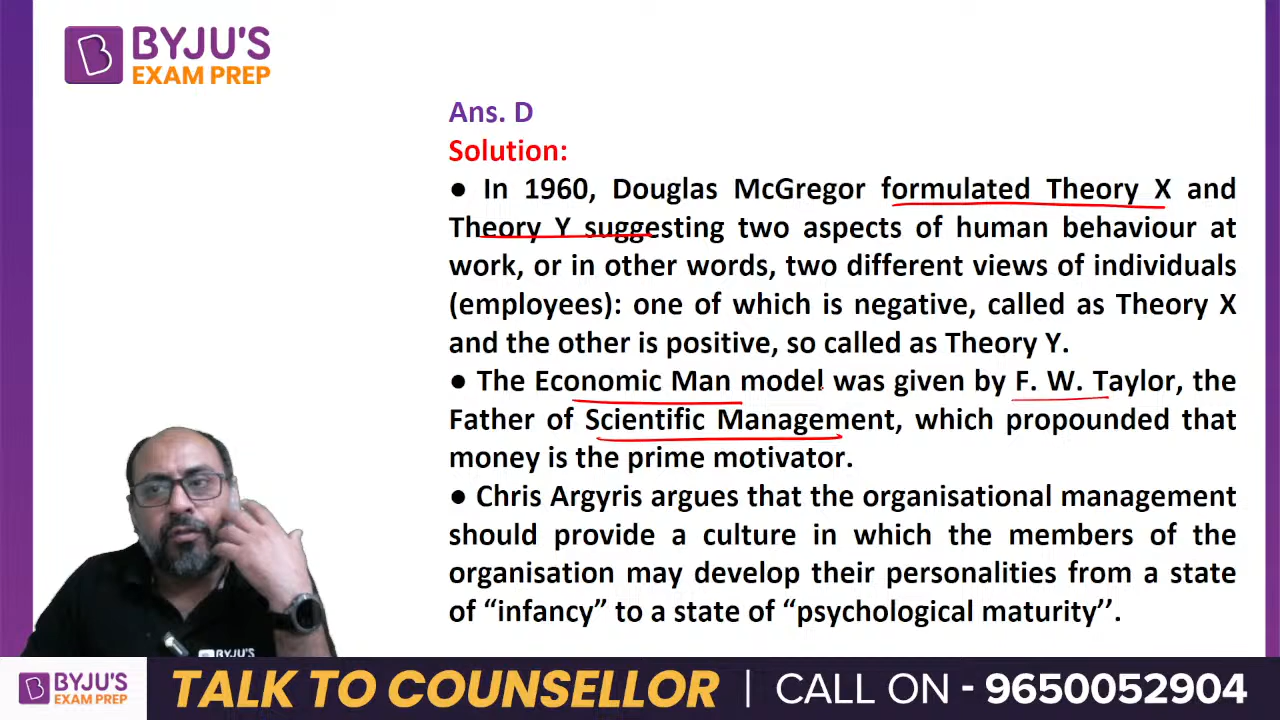 BYJU'S
EXAM PREP
Ans. D
Solution:
● In 1960, Douglas McGregor formulated Theory X and
Theory Y suggesting two aspects of human behaviour at
work, or in other words, two different views of individuals
(employees): one of which is negative, called as Theory X
and the other is positive, so called as Theory Y.
● The Economic Man model was given by F. W. Taylor, the
Father of Scientific Management, which propounded that
money is the prime motivator.
● Chris Argyris argues that the organisational management
should provide a culture in which the members of the
organisation may develop their personalities from a state
of “infancy” to a state of “psychological maturity’’.
BYJU'S
BYJU'S
EXAM PREP
TALK TO COUNSELLOR | CALL ON - 9650052904